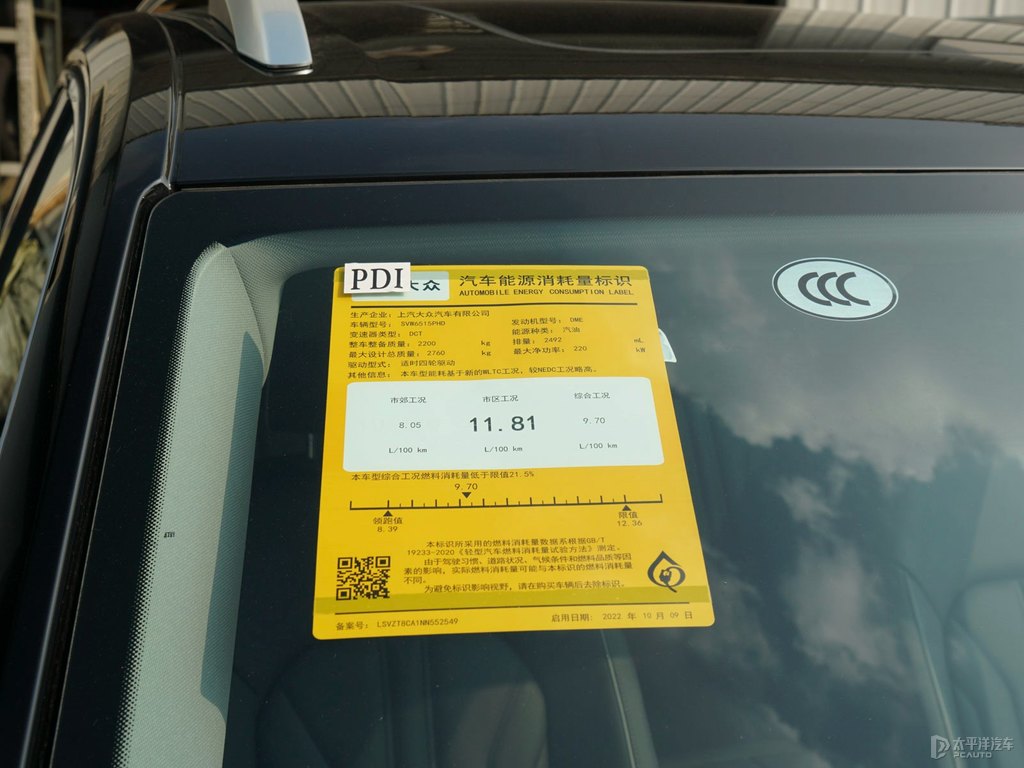 PDI
大众
汽车能源消耗量标识
AUTOMOBILE ENERGY CONSUMPTION LABEL
生产企业：上汽大众汽车有限公司
车辆型号：SVW6515PHD 发动机型号：DME
变速器类型：DCT 能源种类：汽油
整车整备质量：2200 kg 排量：2492 mL
最大设计总质量：2760 kg 最大净功率：220 kW
驱动型式：适时四轮驱动
其他信息：本车型能耗基于新的WLTC工况，较NEDC工况略高。
市郊工况 市区工况 综合工况
8.05 11.81 9.70
L/100 km L/100 km L/100 km
本车型综合工况燃料消耗量低于限值21.5%
9.70
领跑值 限值
8.39 12.36
本标识所采用的燃料消耗量数据系根据GB/T
19233-2020《轻型汽车燃料消耗量试验方法》测定。
由于驾驶习惯、道路状况、气候条件和燃料品质等因
素的影响，实际燃料消耗量可能与本标识的燃料消耗量
不同。
为避免标识影响视野，请在购买车辆后去除标识。
备案号：LSVZT8CA1NN552549 启用日期：2022 年 10 月 09 日
CCC
太平洋汽车
PCAUTO